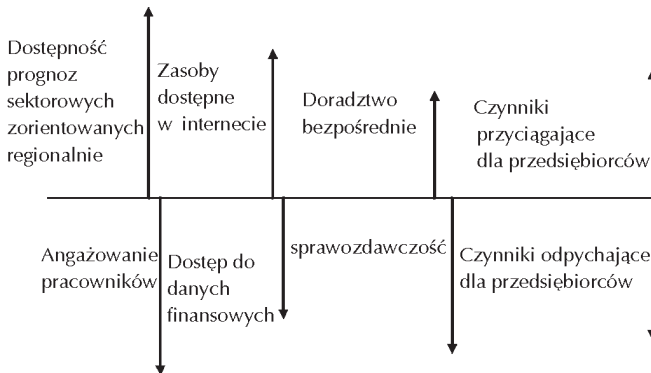 Dostępność
prognoz
sektorowych
zorientowanych
regionalnie
Zasoby
dostępne
w internecie
Doradztwo
bezpośrednie
Czynniki
przyciągające
dla przedsiębiorców
Angażowanie
pracowników
Dostęp do
danych
finansowych
sprawozdawczość
Czynniki odpychające
dla przedsiębiorców